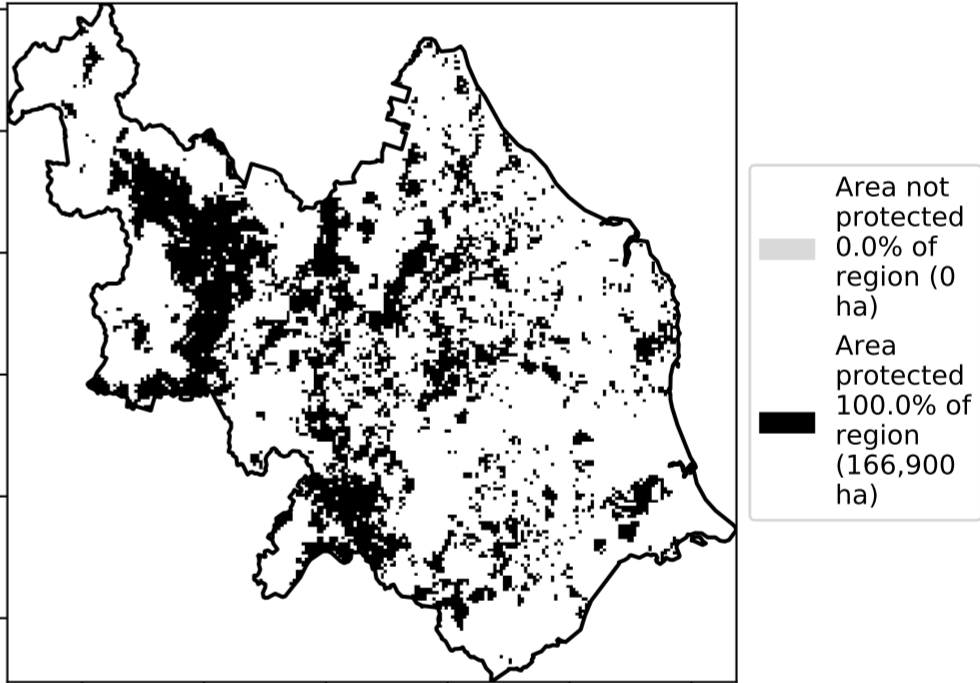 Area not
protected
0.0% of
region (0
ha)
Area
protected
100.0% of
region
(166,900
ha)